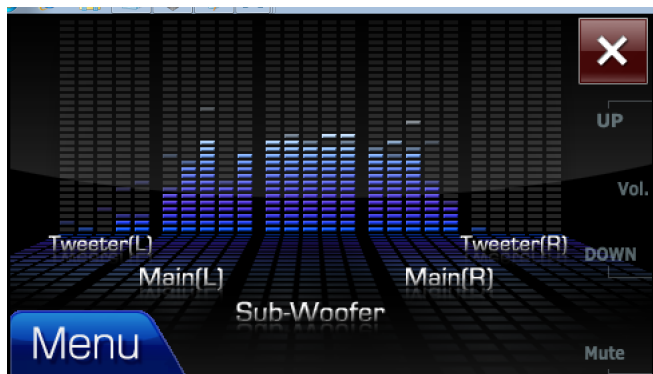 UP
Vol.
Tweeter(L)
Tweeter(R)
DOWN
Main(L)
Main(R)
Sub-Woofer
Menu
Mute